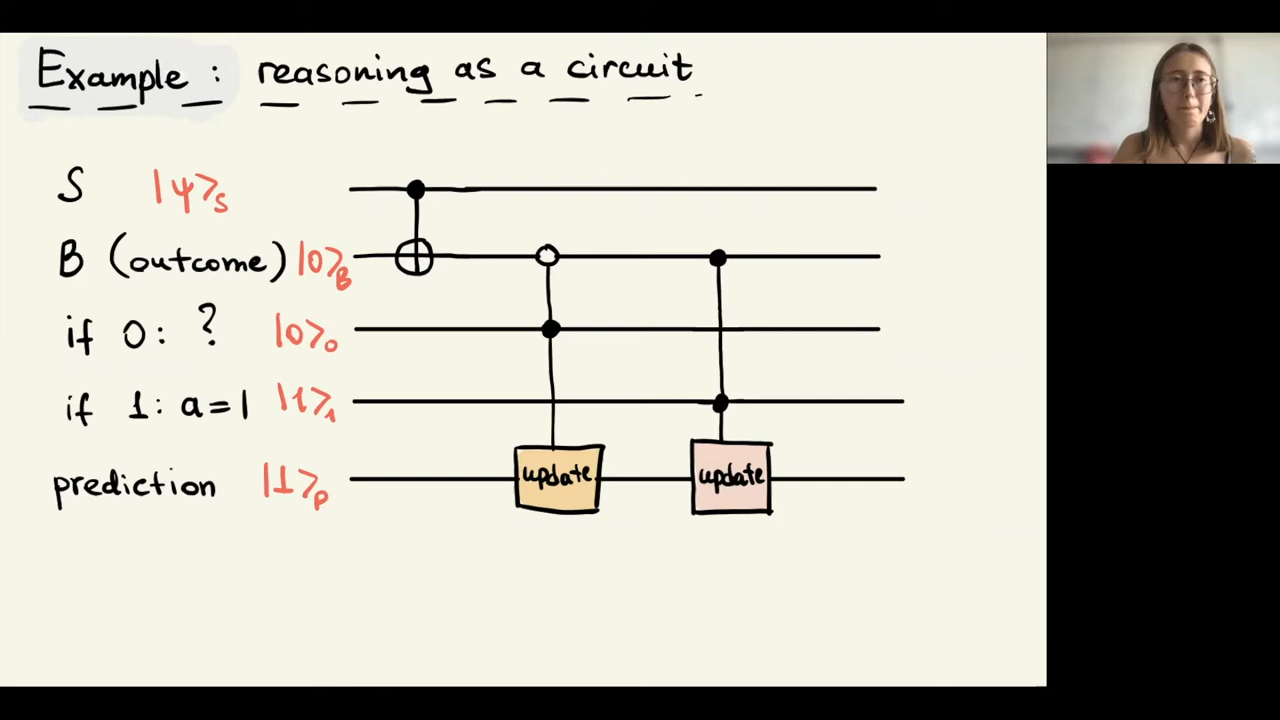 Example: reasoning as a circuit
S |ψ⟩S
B (outcome) |0⟩B
if 0: ? |0⟩0
if 1: a=1 |1⟩1
update update
prediction |⊥⟩p